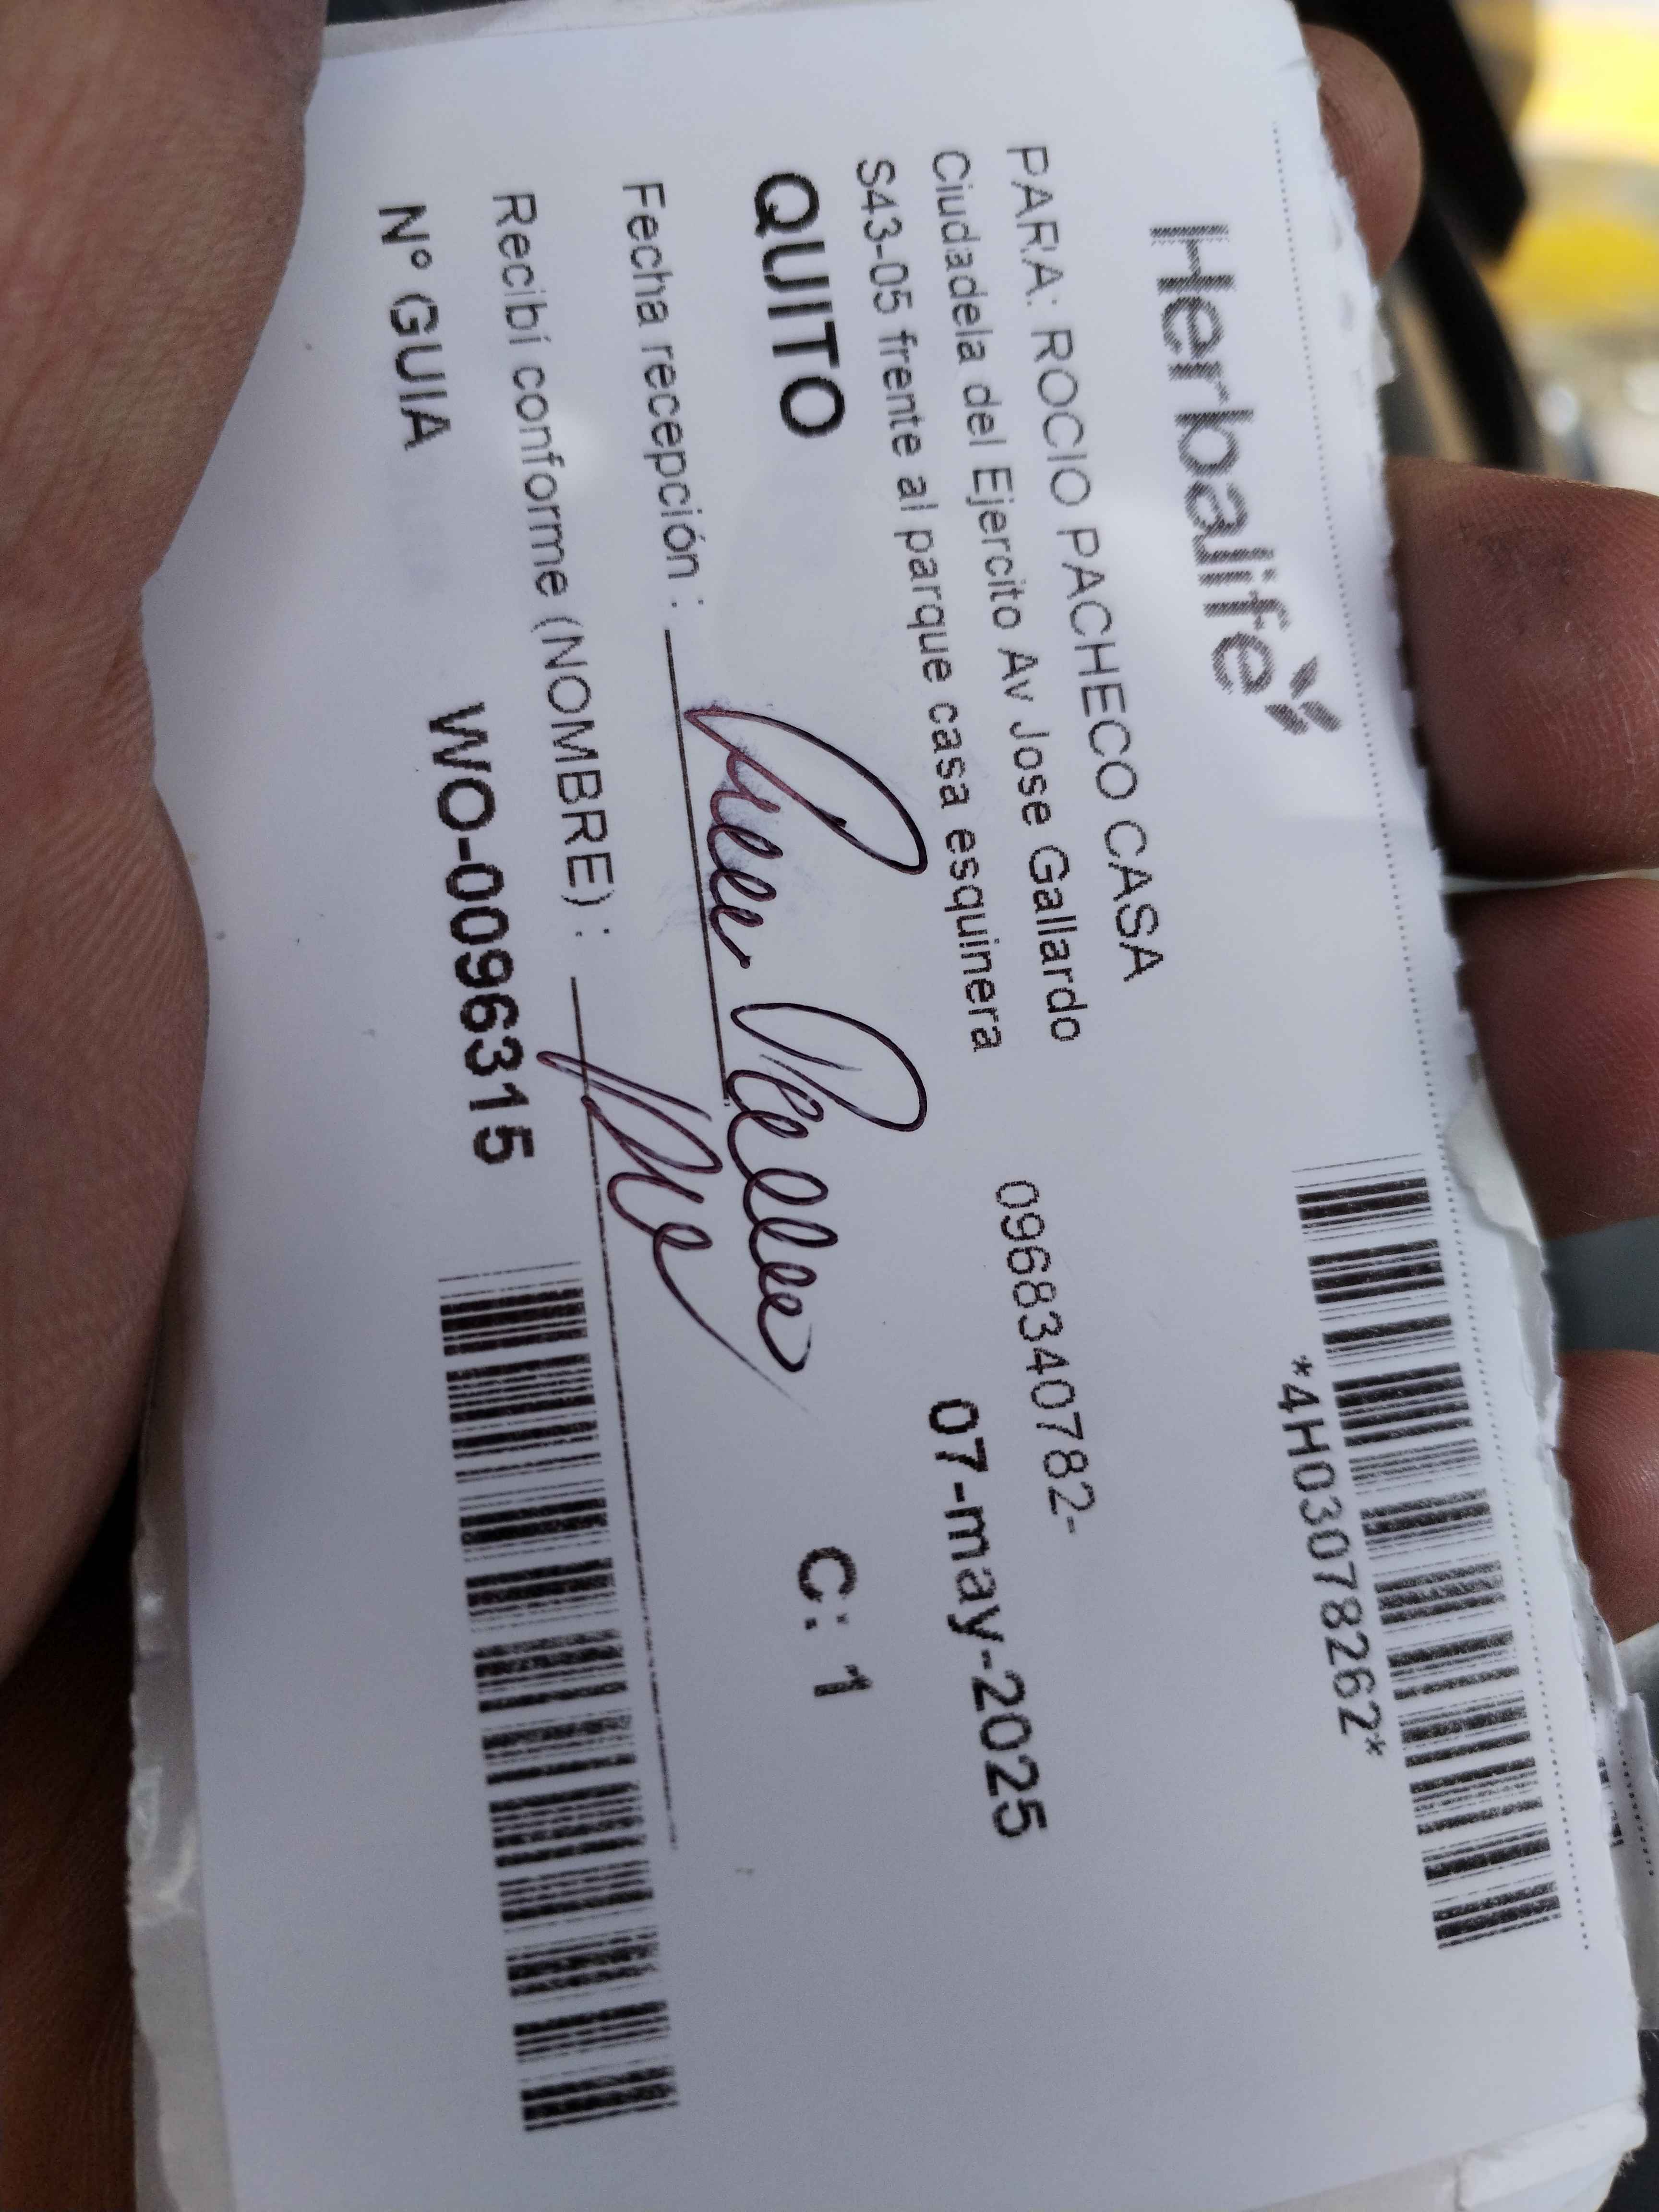 Herbalife
*4H03078262*
PARA: ROCIO PACHECO CASA
Ciudadela del Ejercito Av Jose Gallardo
0968340782-
S43-05 frente al parque casa esquinera
07-may-2025
QUITO
C: 1
Fecha recepción :
Recibí conforme (NOMBRE) :
N° GUIA
WO-0096315